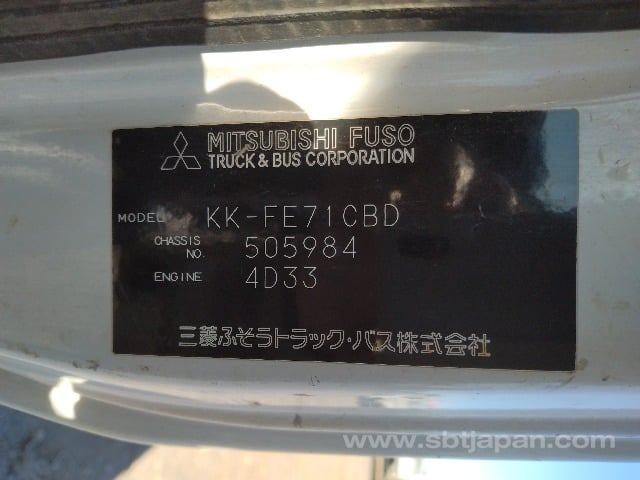 MITSUBISHI FUSO
TRUCK & BUS CORPORATION
MODEL KK-FE71CBD
CHASSIS NO. 505984
ENGINE 4D33
三菱ふそうトラック・バス株式会社
www.sbtjapan.com